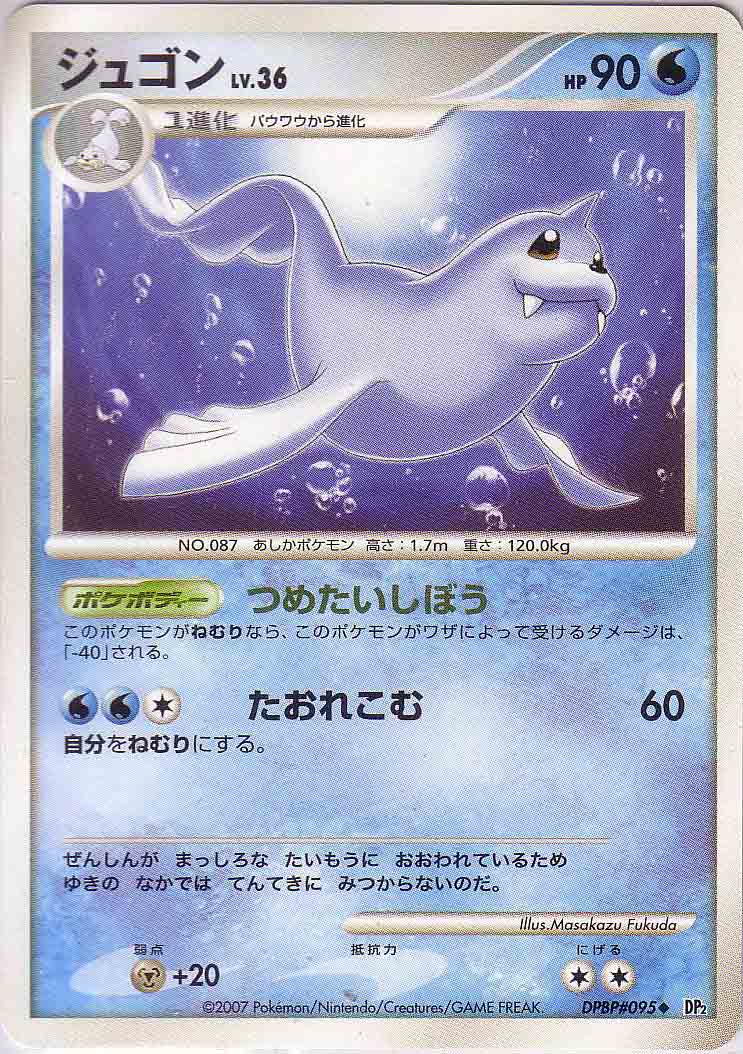 ジュゴン LV.36 HP 90
1進化 パウワウから進化
NO.087 あしかポケモン 高さ：1.7m 重さ：120.0kg
ポケボディー つめたいしぼう
このポケモンがねむりなら、このポケモンがワザによって受けるダメージは、
「-40」される。
たおれこむ 60
自分をねむりにする。
ぜんしんが まっしろな たいもうに おおわれているため
ゆきの なかでは てんてきに みつからないのだ。
Illus.Masakazu Fukuda
弱点 抵抗力 にげる
+20
©2007 Pokémon/Nintendo/Creatures/GAME FREAK. DPBP#095 DP2